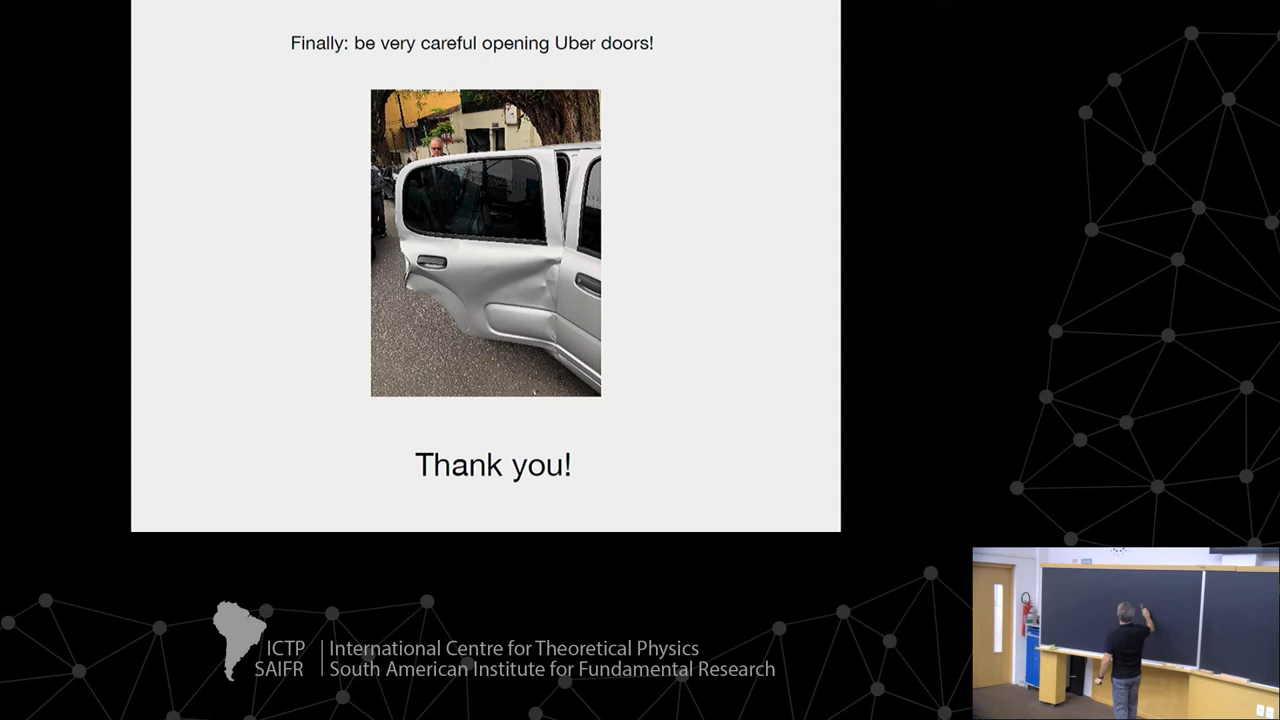 Finally: be very careful opening Uber doors!
Thank you!
ICTP
SAIFR
International Centre for Theoretical Physics
South American Institute for Fundamental Research